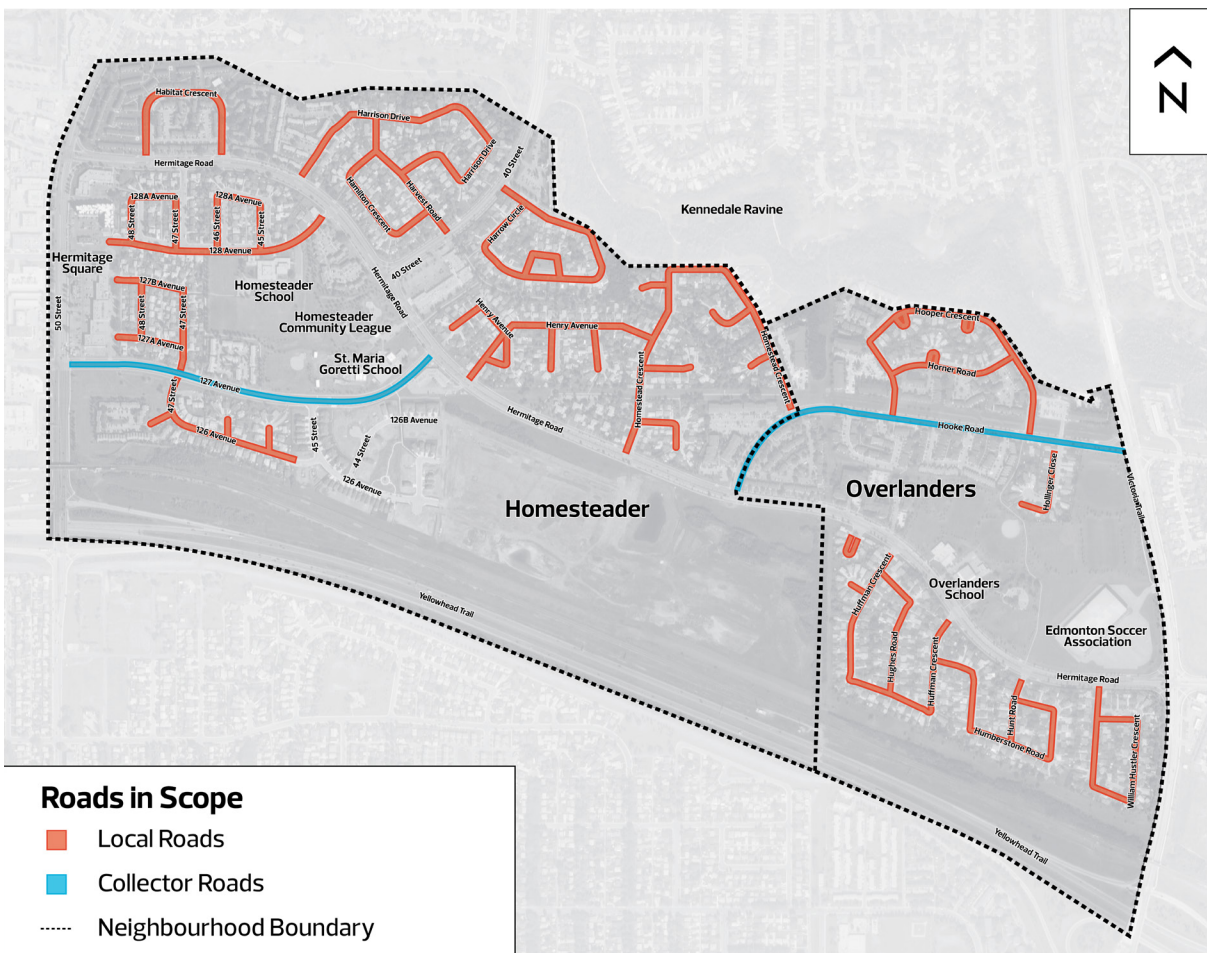 N
Habitat Crescent
Harrison Drive
Hermitage Road
Harrison Drive
40 Street
Hamilton Crescent
Harvest Road
128A Avenue
128A Avenue
48 Street
47 Street
46 Street
45 Street
128 Avenue
Harrow Circle
Kennedale Ravine
Hermitage
Square
40 Street
Hermitage Road
127B Avenue
Homesteader
School
50 Street
48 Street
47 Street
Homesteader
Community League
Henry Avenue
Henry Avenue
127A Avenue
Homestead Crescent
Hooper Crescent
St. Maria
Goretti School
127 Avenue
Homestead Crescent
Horner Road
47 Street
126 Avenue
45 Street
44 Street
126B Avenue
126 Avenue
Hermitage Road
Hooke Road
Victoria Trail
Hollinger Close
Homesteader
Overlanders
Huffman Crescent
Overlanders
School
Hughes Road
Huffman Crescent
Edmonton Soccer
Association
Hermitage Road
Hunt Road
Humberstone Road
William Hustler Crescent
Yellowhead Trail
Yellowhead Trail
Roads in Scope
Local Roads
Collector Roads
Neighbourhood Boundary